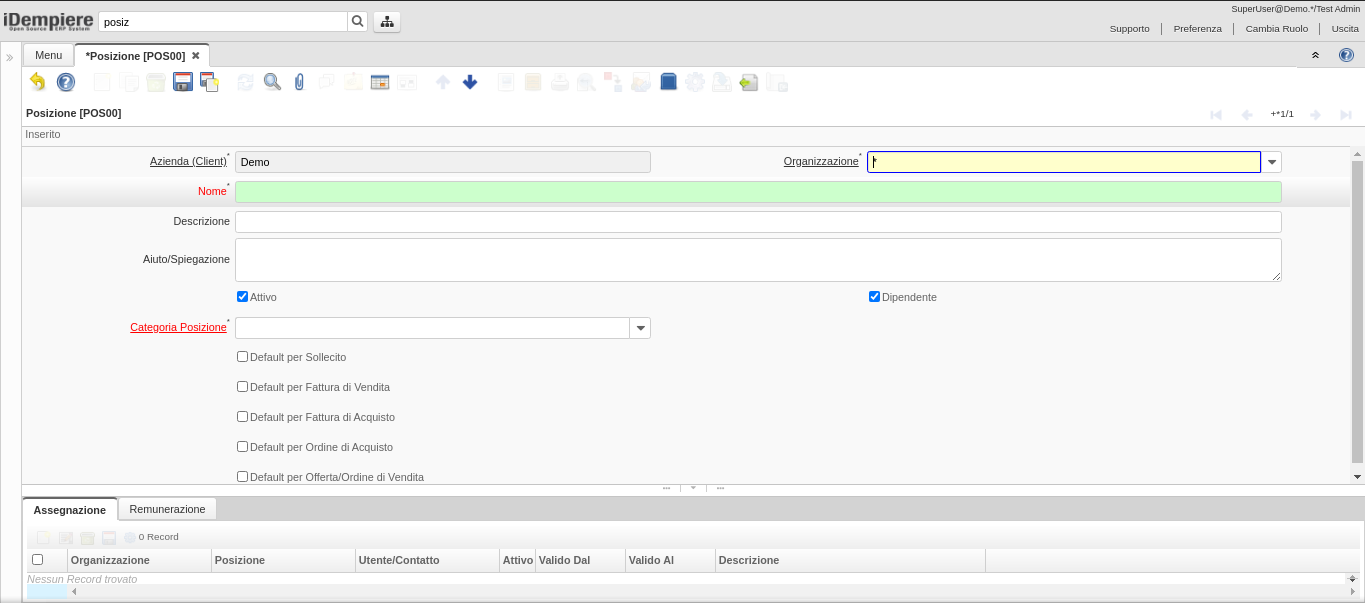 SuperUser@Demo.*/Test Admin
iDempiere
Open Source ERP System
posiz
Supporto Preferenza Cambia Ruolo Uscita
Menu *Posizione [POS00]
Posizione [POS00]
+*1/1
Inserito
Azienda (Client)* Demo Organizzazione* *
Nome*
Descrizione
Aiuto/Spiegazione
Attivo Dipendente
Categoria Posizione*
Default per Sollecito
Default per Fattura di Vendita
Default per Fattura di Acquisto
Default per Ordine di Acquisto
Default per Offerta/Ordine di Vendita
Assegnazione Remunerazione
0 Record
Organizzazione Posizione Utente/Contatto Attivo Valido Dal Valido Al Descrizione
Nessun Record trovato